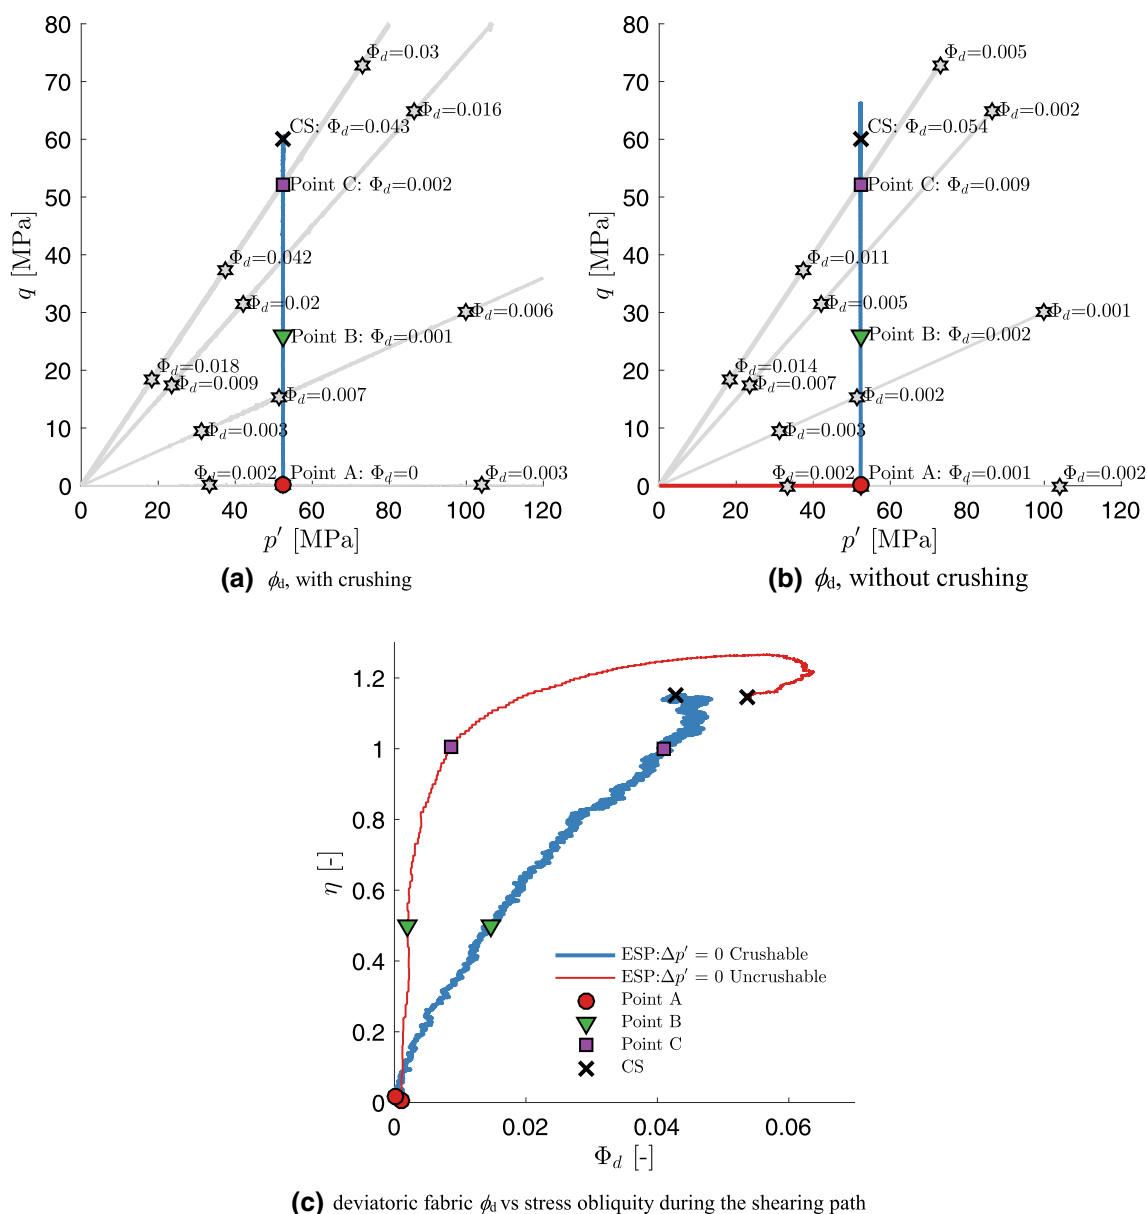 80
70
60
50
40
30
20
10
0
q [MPa]
Φd=0.03
Φd=0.016
CS: Φd=0.043
Point C: Φd=0.002
Φd=0.042
Φd=0.02
Φd=0.006
Point B: Φd=0.001
Φd=0.018
Φd=0.009
Φd=0.007
Φd=0.003
Φd=0.002
Point A: Φd=0
Φd=0.003
0 20 40 60 80 100 120
p′ [MPa]
(a) ϕd, with crushing
80
70
60
50
40
30
20
10
0
q [MPa]
Φd=0.005
Φd=0.002
CS: Φd=0.054
Point C: Φd=0.009
Φd=0.011
Φd=0.005
Φd=0.001
Point B: Φd=0.002
Φd=0.014
Φd=0.007
Φd=0.002
Φd=0.003
Φd=0.002
Point A: Φd=0.001
Φd=0.002
0 20 40 60 80 100 120
p′ [MPa]
(b) ϕd, without crushing
1.2
1
0.8
0.6
0.4
0.2
0
η [-]
ESP:Δp′ = 0 Crushable
ESP:Δp′ = 0 Uncrushable
Point A
Point B
Point C
CS
0 0.02 0.04 0.06
Φd [-]
(c) deviatoric fabric ϕd vs stress obliquity during the shearing path